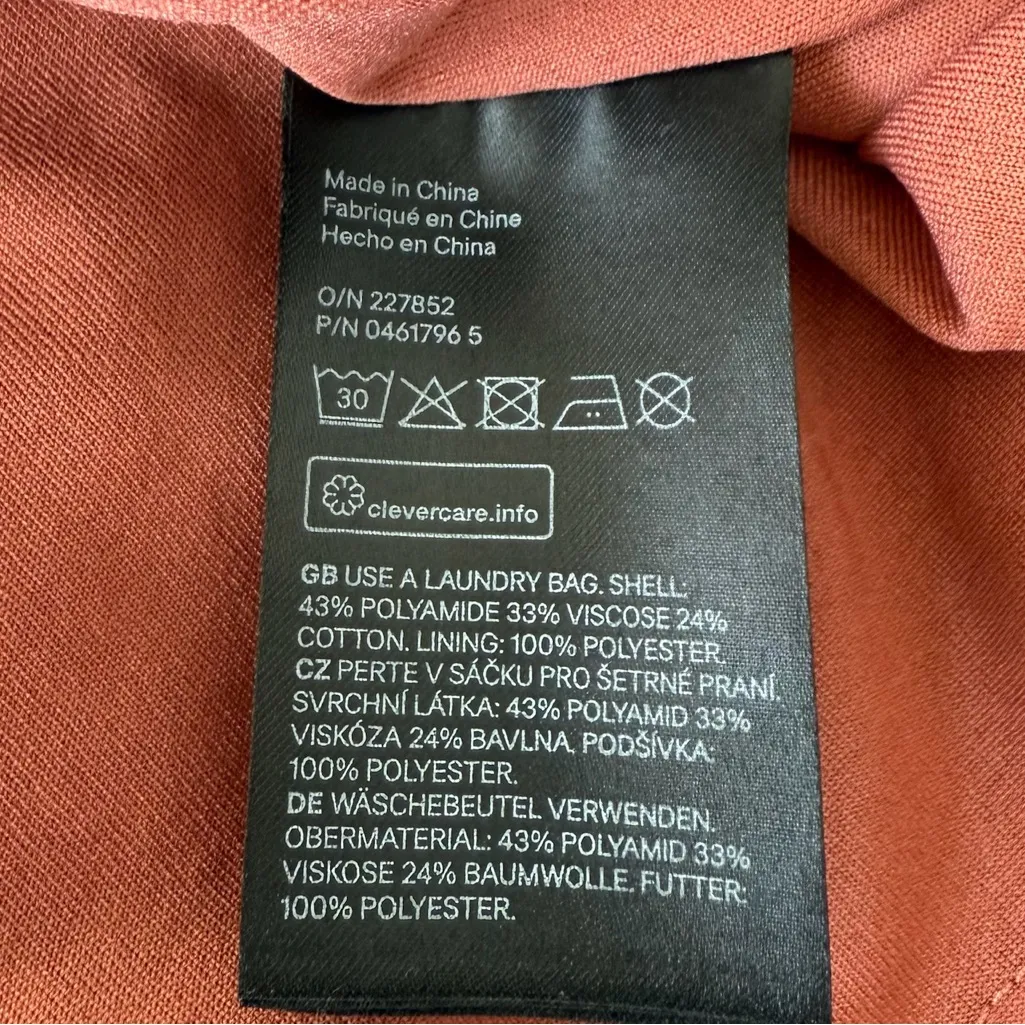 Made in China
Fabriqué en Chine
Hecho en China
O/N 227852
P/N 0461796 5
30
clevercare.info
GB USE A LAUNDRY BAG. SHELL:
43% POLYAMIDE 33% VISCOSE 24%
COTTON. LINING: 100% POLYESTER.
CZ PERTE V SÁČKU PRO ŠETRNÉ PRANÍ.
SVRCHNÍ LÁTKA: 43% POLYAMID 33%
VISKÓZA 24% BAVLNA. PODŠÍVKA:
100% POLYESTER.
DE WÄSCHEBEUTEL VERWENDEN.
OBERMATERIAL: 43% POLYAMID 33%
VISKOSE 24% BAUMWOLLE. FUTTER:
100% POLYESTER.